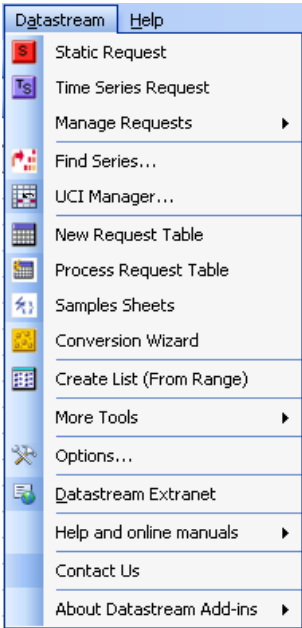 Datastream Help
S Static Request
TS Time Series Request
Manage Requests
Find Series...
UCI Manager...
New Request Table
Process Request Table
Samples Sheets
Conversion Wizard
Create List (From Range)
More Tools
Options...
Datastream Extranet
Help and online manuals
Contact Us
About Datastream Add-ins